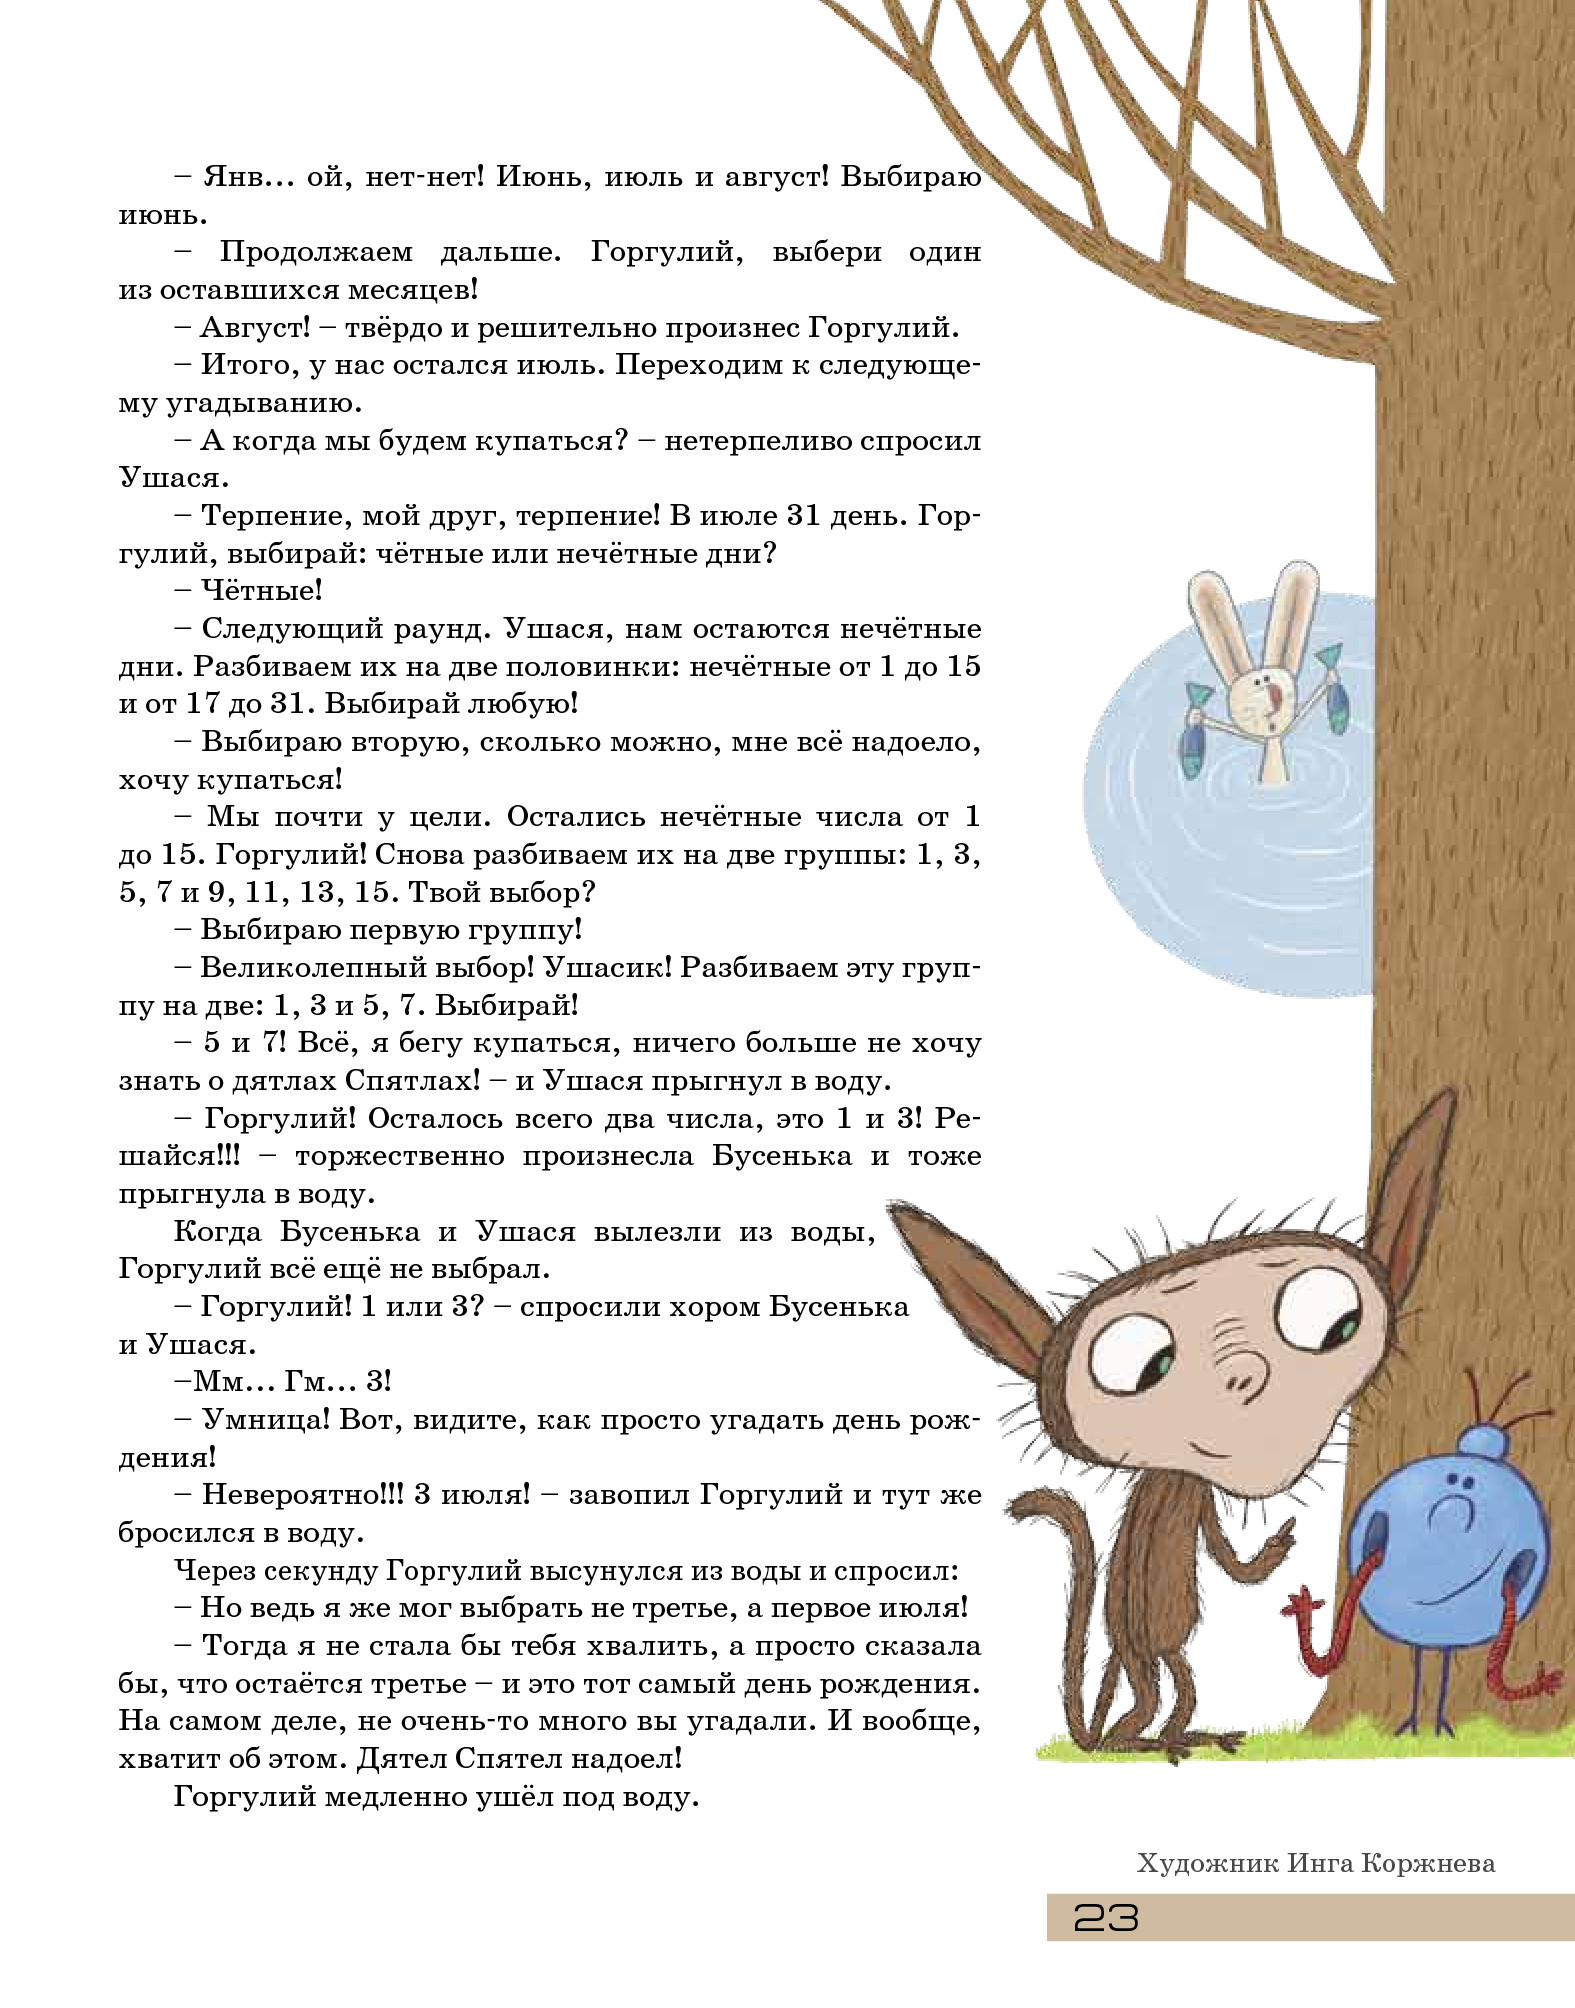 – Янв... ой, нет-нет! Июнь, июль и август! Выбираю
июнь.
– Продолжаем дальше. Горгулий, выбери один
из оставшихся месяцев!
– Август! – твёрдо и решительно произнес Горгулий.
– Итого, у нас остался июль. Переходим к следующе-
му угадыванию.
– А когда мы будем купаться? – нетерпеливо спросил
Ушася.
– Терпение, мой друг, терпение! В июле 31 день. Гор-
гулий, выбирай: чётные или нечётные дни?
– Чётные!
– Следующий раунд. Ушася, нам остаются нечётные
дни. Разбиваем их на две половинки: нечётные от 1 до 15
и от 17 до 31. Выбирай любую!
– Выбираю вторую, сколько можно, мне всё надоело,
хочу купаться!
– Мы почти у цели. Остались нечётные числа от 1
до 15. Горгулий! Снова разбиваем их на две группы: 1, 3,
5, 7 и 9, 11, 13, 15. Твой выбор?
– Выбираю первую группу!
– Великолепный выбор! Ушасик! Разбиваем эту груп-
пу на две: 1, 3 и 5, 7. Выбирай!
– 5 и 7! Всё, я бегу купаться, ничего больше не хочу
знать о дятлах Спятлах! – и Ушася прыгнул в воду.
– Горгулий! Осталось всего два числа, это 1 и 3! Ре-
шайся!!! – торжественно произнесла Бусенька и тоже
прыгнула в воду.
Когда Бусенька и Ушася вылезли из воды,
Горгулий всё ещё не выбрал.
– Горгулий! 1 или 3? – спросили хором Бусенька
и Ушася.
–Мм... Гм... 3!
– Умница! Вот, видите, как просто угадать день рож-
дения!
– Невероятно!!! 3 июля! – завопил Горгулий и тут же
бросился в воду.
Через секунду Горгулий высунулся из воды и спросил:
– Но ведь я же мог выбрать не третье, а первое июля!
– Тогда я не стала бы тебя хвалить, а просто сказала
бы, что остаётся третье – и это тот самый день рождения.
На самом деле, не очень-то много вы угадали. И вообще,
хватит об этом. Дятел Спятел надоел!
Горгулий медленно ушёл под воду.
Художник Инга Коржнева
23